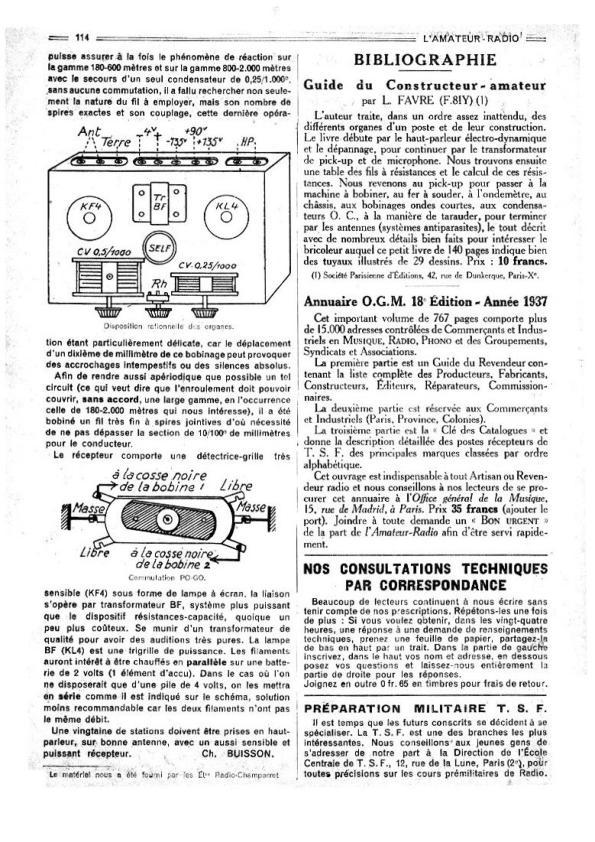 114
L'AMATEUR-RADIO
puisse assurer à la fois le phénomène de réaction sur
la gamme 180-600 mètres et sur la gamme 800-2.000 mètres
avec le secours d'un seul condensateur de 0,25/1.000°,
sans aucune commutation, il a fallu rechercher non seule-
ment la nature du fil à employer, mais son nombre de
spires exactes et son couplage, cette dernière opéra-
Ant
Terre
-4v
+
-135v
+90v
+135v
HP
KF4
Tr
BF
KL4
SELF
CV 0,5/1000
CV 0,25/1000
Rh
Disposition rationnelle des organes.
tion étant particulièrement délicate, car le déplacement
d'un dixième de millimètre de ce bobinage peut provoquer
des accrochages intempestifs ou des silences absolus.
Afin de rendre aussi apériodique que possible un tel
circuit (ce qui veut dire que l'enroulement doit pouvoir
couvrir, sans accord, une large gamme, en l'occurrence
celle de 180-2.000 mètres qui nous intéresse), il a été
bobiné un fil très fin à spires jointives d'où nécessité
de ne pas dépasser la section de 10/100° de millimètres
pour le conducteur.
Le récepteur comporte une détectrice-grille très
à la cosse noire
de la bobine 1
Libre
Masse
Masse
Libre
à la cosse noire
de la bobine 2
Commutation PO-GO.
sensible (KF4) sous forme de lampe à écran, la liaison
s'opère par transformateur BF, système plus puissant
que le dispositif résistances-capacité, quoique un
peu plus coûteux. Se munir d'un transformateur de
qualité pour avoir des auditions très pures. La lampe
BF (KL4) est une trigrille de puissance. Les filaments
auront intérêt à être chauffés en parallèle sur une batte-
rie de 2 volts (1 élément d'accu). Dans le cas où l'on
ne disposerait que d'une pile de 4 volts, on les mettra
en série comme il est indiqué sur le schéma, solution
moins recommandable car les deux filaments n'ont pas
le même débit.
Une vingtaine de stations doivent être prises en haut-
parleur, sur bonne antenne, avec un aussi sensible et
puissant récepteur. Ch. BUISSON.
Le matériel nous a été fourni par les Éts Radio-Champerret
BIBLIOGRAPHIE
Guide du Constructeur-amateur
par L. FAVRE (F.81Y) (1)
L'auteur traite, dans un ordre assez inattendu, des
différents organes d'un poste et de leur construction.
Le livre débute par le haut-parleur électro-dynamique
et le dépannage, pour continuer par le transformateur
de pick-up et de microphone. Nous trouvons ensuite
une table des fils à résistances et le calcul de ces résis-
tances. Nous revenons au pick-up pour passer à la
machine à bobiner, au fer à souder, à l'ondemètre, au
châssis, aux bobinages ondes courtes, aux condensa-
teurs O. C., à la manière de tarauder, pour terminer
par les antennes (systèmes antiparasites), le tout décrit
avec de nombreux détails bien faits pour intéresser le
bricoleur auquel ce petit livre de 140 pages indique bien
des tuyaux illustrés de 29 dessins. Prix : 10 francs.
(1) Société Parisienne d'Éditions, 42, rue de Dunkerque, Paris-Xe.
Annuaire O.G.M. 18e Édition - Année 1937
Cet important volume de 767 pages comporte plus
de 15.000 adresses contrôlées de Commerçants et Indus-
triels en MUSIQUE, RADIO, PHONO et des Groupements,
Syndicats et Associations.
La première partie est un Guide du Revendeur con-
tenant la liste complète des Producteurs, Fabricants,
Constructeurs, Éditeurs, Réparateurs, Commission-
naires.
La deuxième partie est réservée aux Commerçants
et Industriels (Paris, Province, Colonies).
La troisième partie est la « Clé des Catalogues » et
donne la description détaillée des postes récepteurs de
T. S. F. des principales marques classées par ordre
alphabétique.
Cet ouvrage est indispensable à tout Artisan ou Reven-
deur radio et nous conseillons à nos lecteurs de se pro-
curer cet annuaire à l'Office général de la Musique,
15, rue de Madrid, à Paris. Prix 35 francs (ajouter le
port). Joindre à toute demande un « BON URGENT »
de la part de l'Amateur-Radio afin d'être servi rapide-
ment.
NOS CONSULTATIONS TECHNIQUES
PAR CORRESPONDANCE
Beaucoup de lecteurs continuent à nous écrire sans
tenir compte de nos prescriptions. Répétons-les une fois
de plus : Si vous voulez obtenir, dans les vingt-quatre
heures, une réponse à une demande de renseignements
techniques, prenez une feuille de papier, partagez-la
de bas en haut par un trait. Dans la partie de gauche
inscrivez, dans le haut vos nom et adresse, en dessous
posez vos questions et laissez-nous entièrement la
partie de droite pour les réponses.
Joignez en outre 0 fr. 65 en timbres pour frais de retour.
PRÉPARATION MILITAIRE T. S. F.
Il est temps que les futurs conscrits se décident à se
spécialiser. La T. S. F. est une des branches les plus
intéressantes. Nous conseillons aux jeunes gens de
s'adresser de notre part à la Direction de l'École
Centrale de T. S. F., 12, rue de la Lune, Paris (2e), pour
toutes précisions sur les cours prémilitaires de Radio.